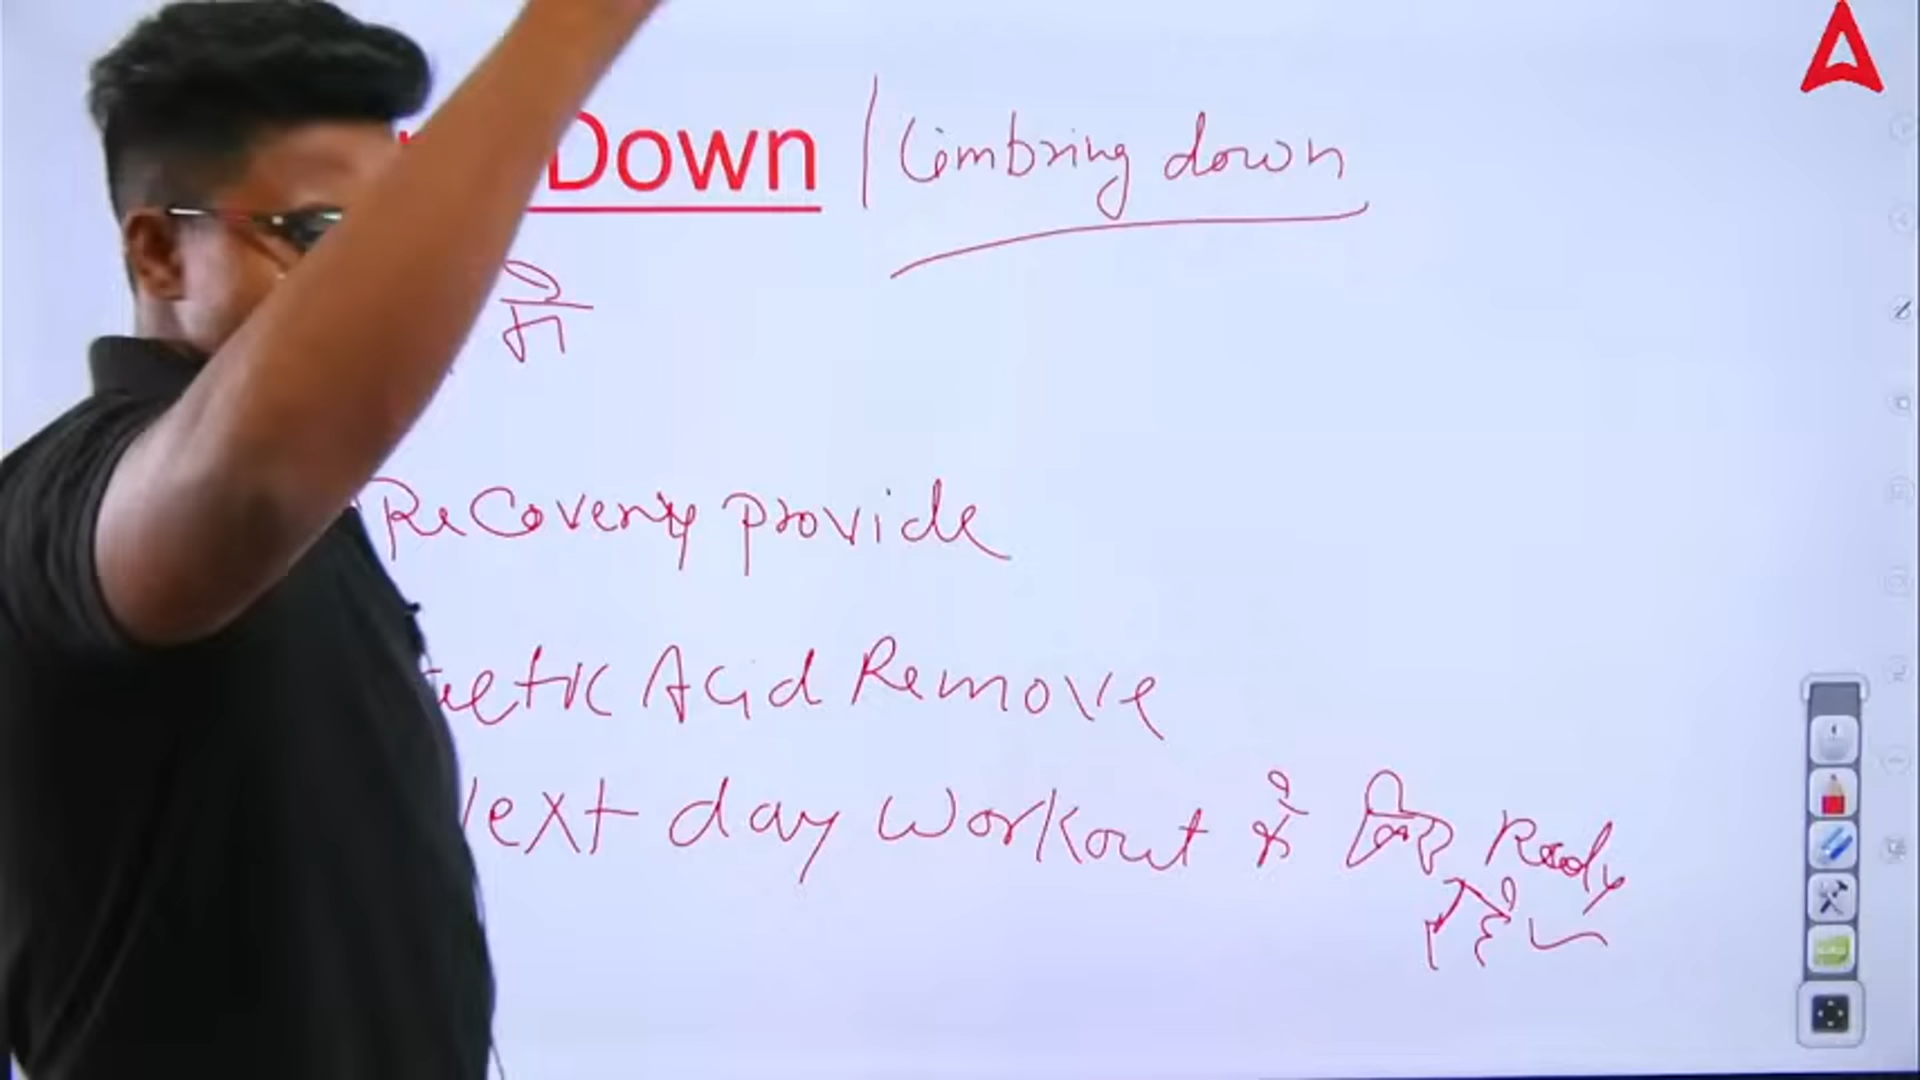 Down / Limbring down
Recovery provide
Acid Remove
Next day workout के लिए Ready